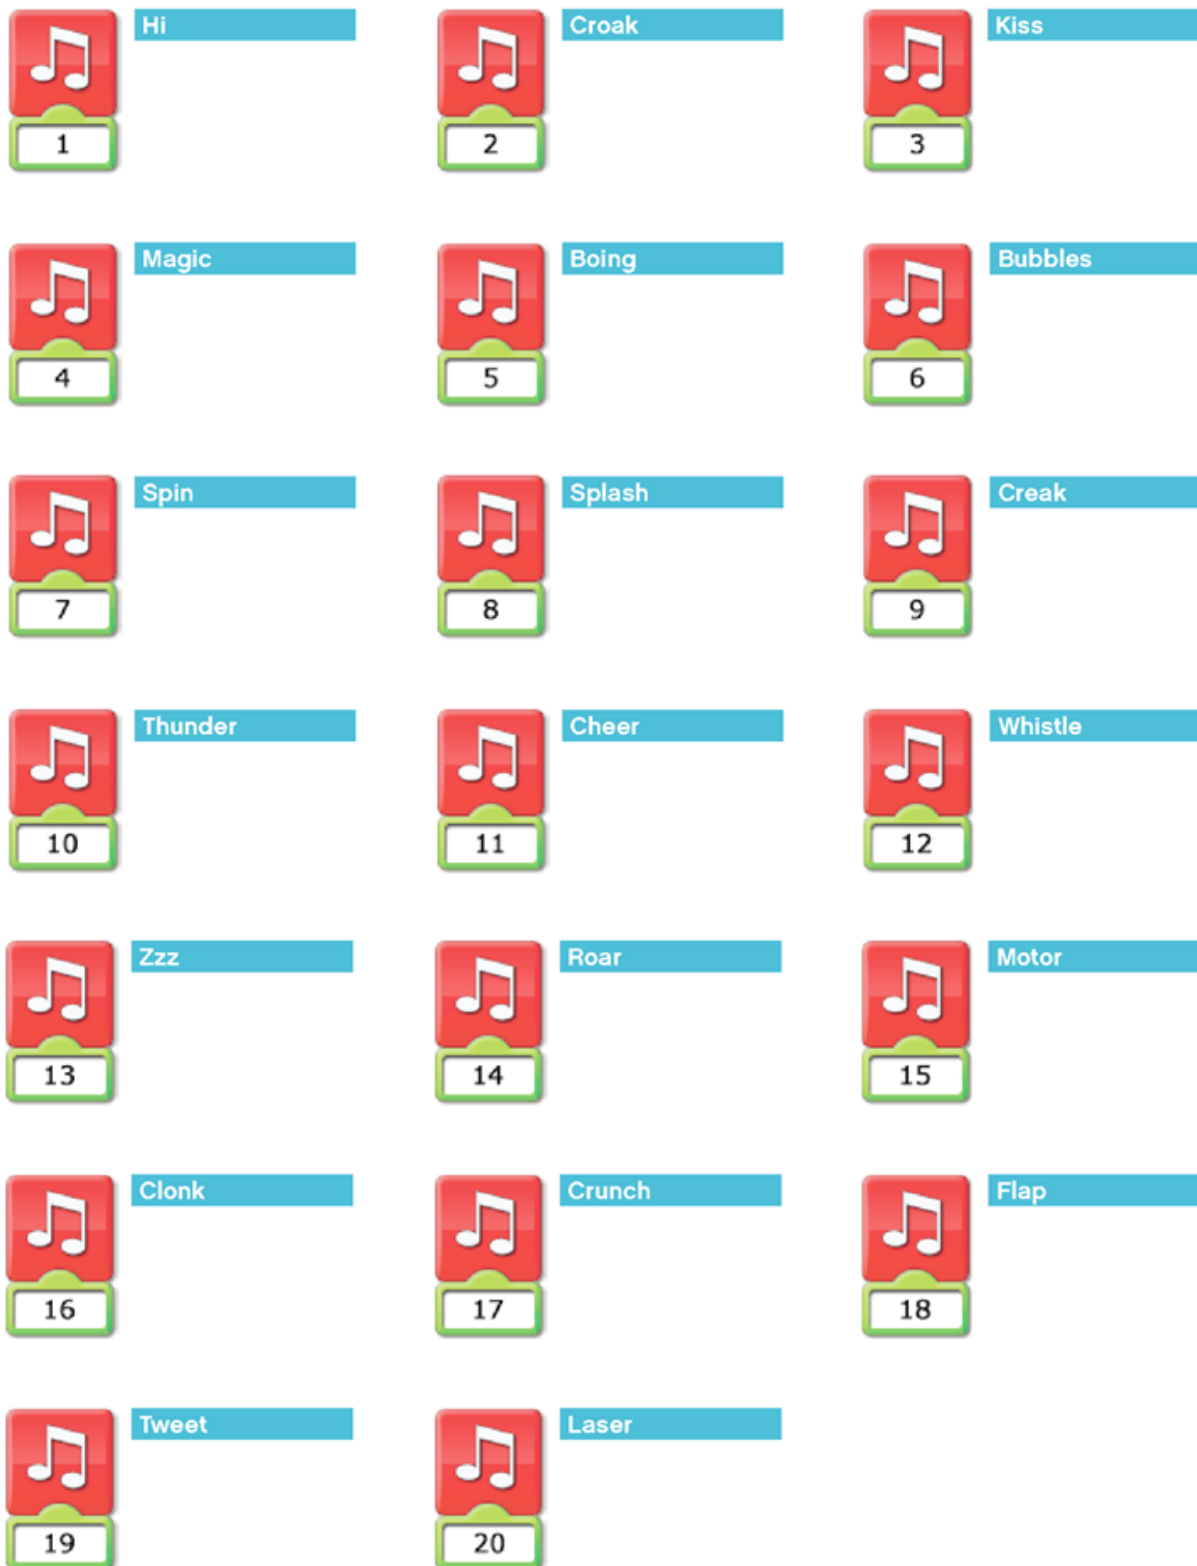 Hi
1
Croak
2
Kiss
3
Magic
4
Boing
5
Bubbles
6
Spin
7
Splash
8
Creak
9
Thunder
10
Cheer
11
Whistle
12
Zzz
13
Roar
14
Motor
15
Clonk
16
Crunch
17
Flap
18
Tweet
19
Laser
20